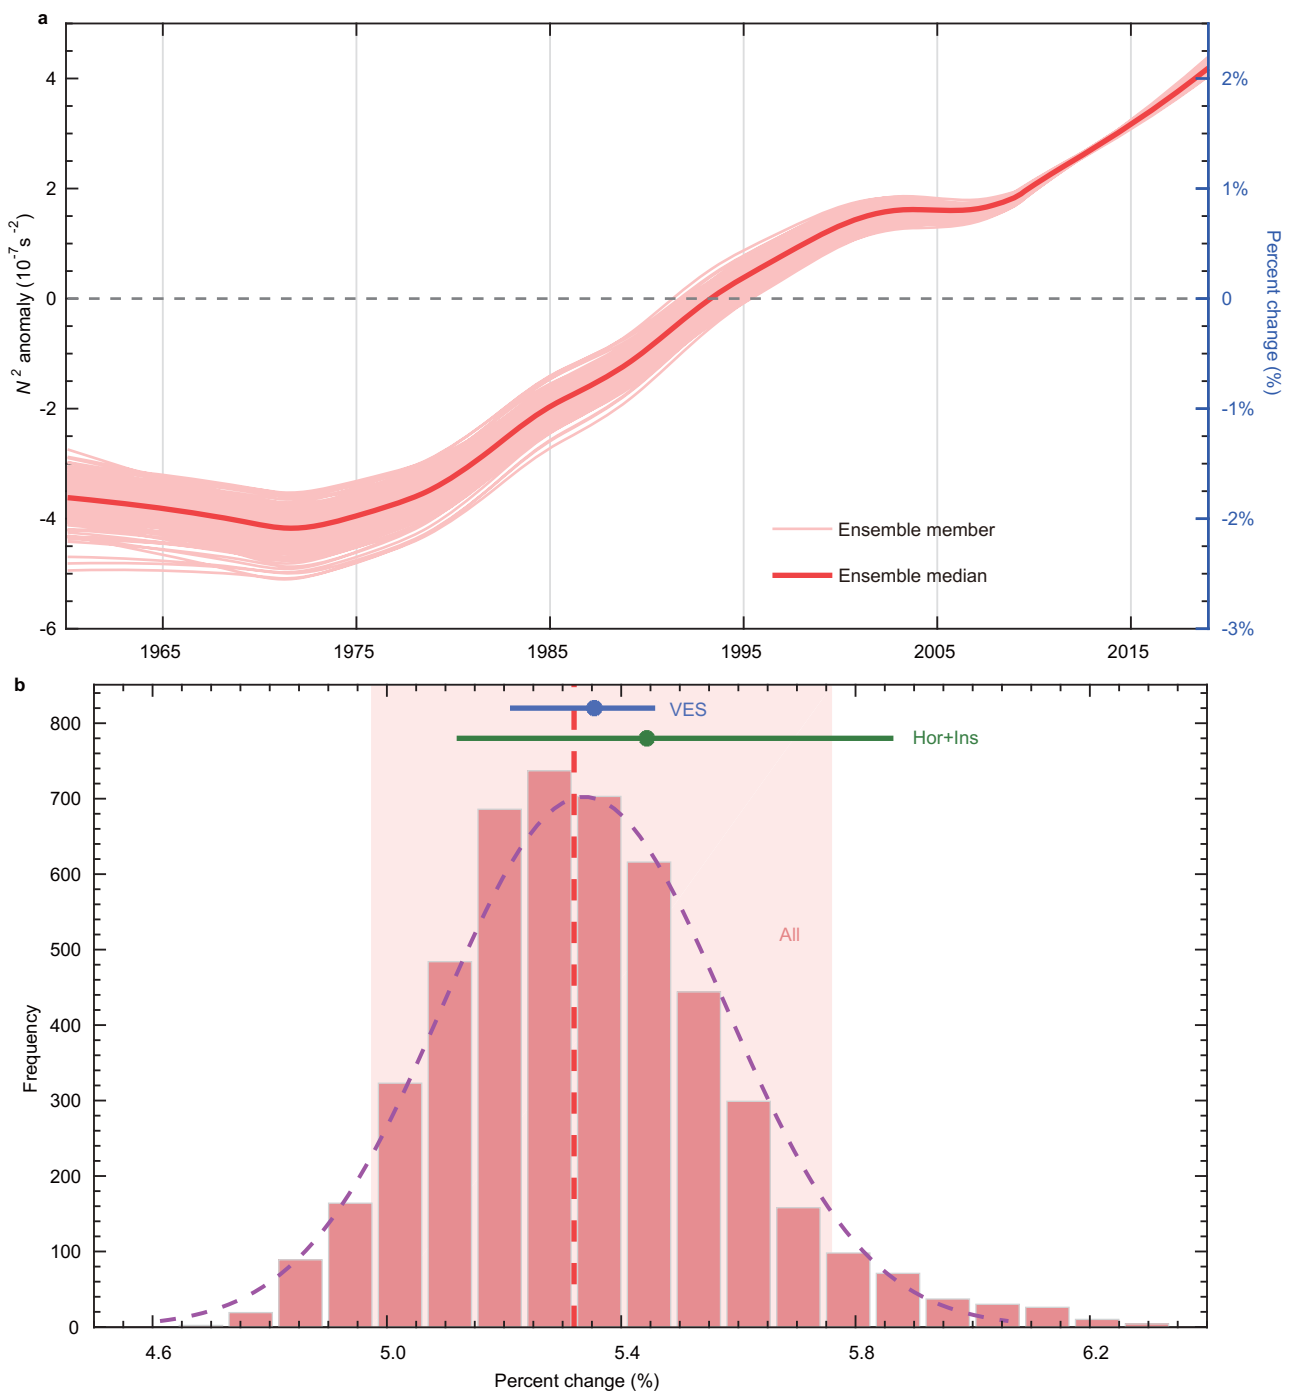 a
4
2
0
-2
-4
-6
N 2 anomaly (10-7 s -2)
2%
1%
0
-1%
-2%
-3%
Percent change (%)
Ensemble member
Ensemble median
1965 1975 1985 1995 2005 2015
b
VES
Hor+Ins
All
800
700
600
500
400
300
200
100
0
Frequency
4.6 5.0 5.4 5.8 6.2
Percent change (%)